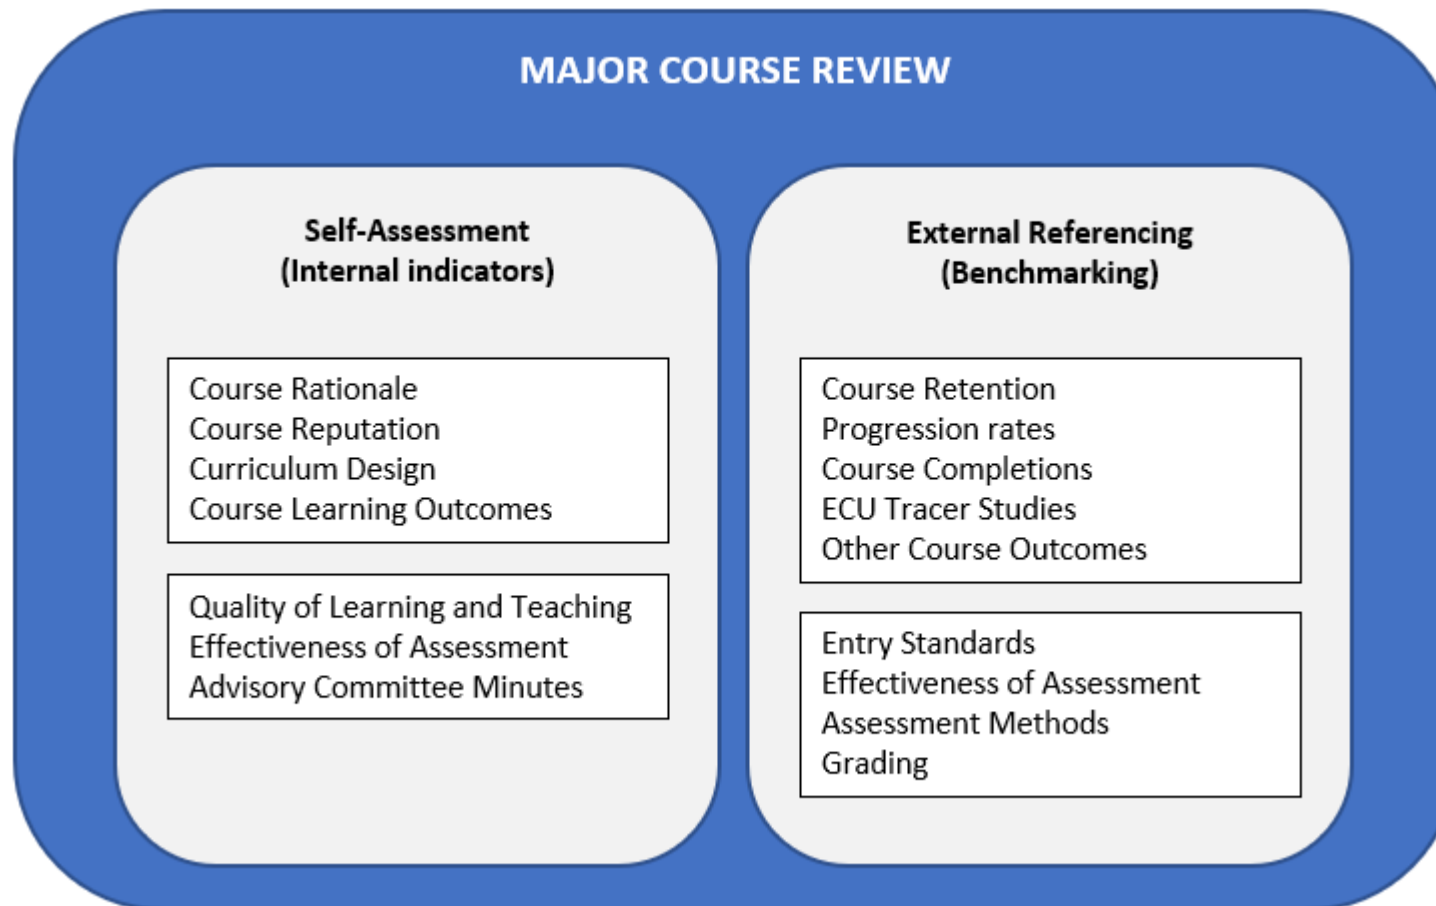 MAJOR COURSE REVIEW
Self-Assessment
(Internal indicators)
Course Rationale
Course Reputation
Curriculum Design
Course Learning Outcomes
Quality of Learning and Teaching
Effectiveness of Assessment
Advisory Committee Minutes
External Referencing
(Benchmarking)
Course Retention
Progression rates
Course Completions
ECU Tracer Studies
Other Course Outcomes
Entry Standards
Effectiveness of Assessment
Assessment Methods
Grading